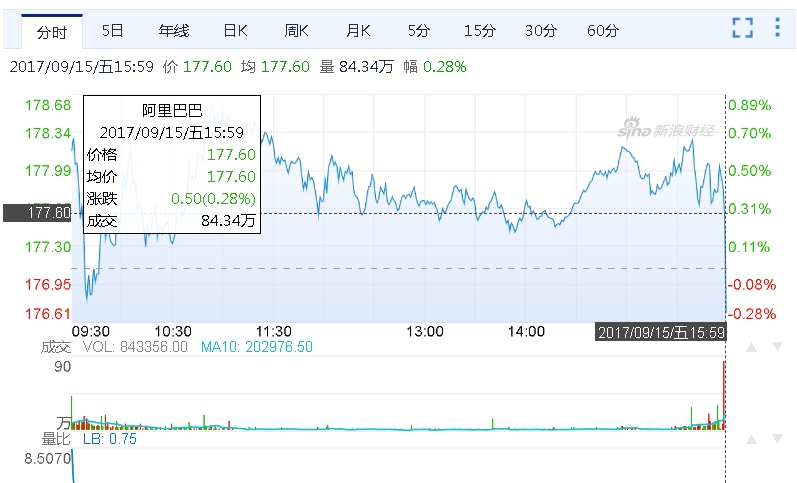 分时 5日 年线 日K 周K 月K 5分 15分 30分 60分
2017/09/15/五15:59 价 177.60 均 177.60 量 84.34万 幅 0.28%
178.68 0.89%
阿里巴巴
2017/09/15/五15:59
价格 177.60
均价 177.60
涨跌 0.50(0.28%)
成交 84.34万
sina 新浪财经
178.34 0.70%
177.99 0.50%
177.60 0.31%
177.30 0.11%
176.95 -0.08%
176.61 -0.28%
09:30 10:30 11:30 13:00 14:00 2017/09/15/五15:59
成交 VOL: 843356.00 MA10: 202976.50
90
万
量比 LB: 0.75
8.5070